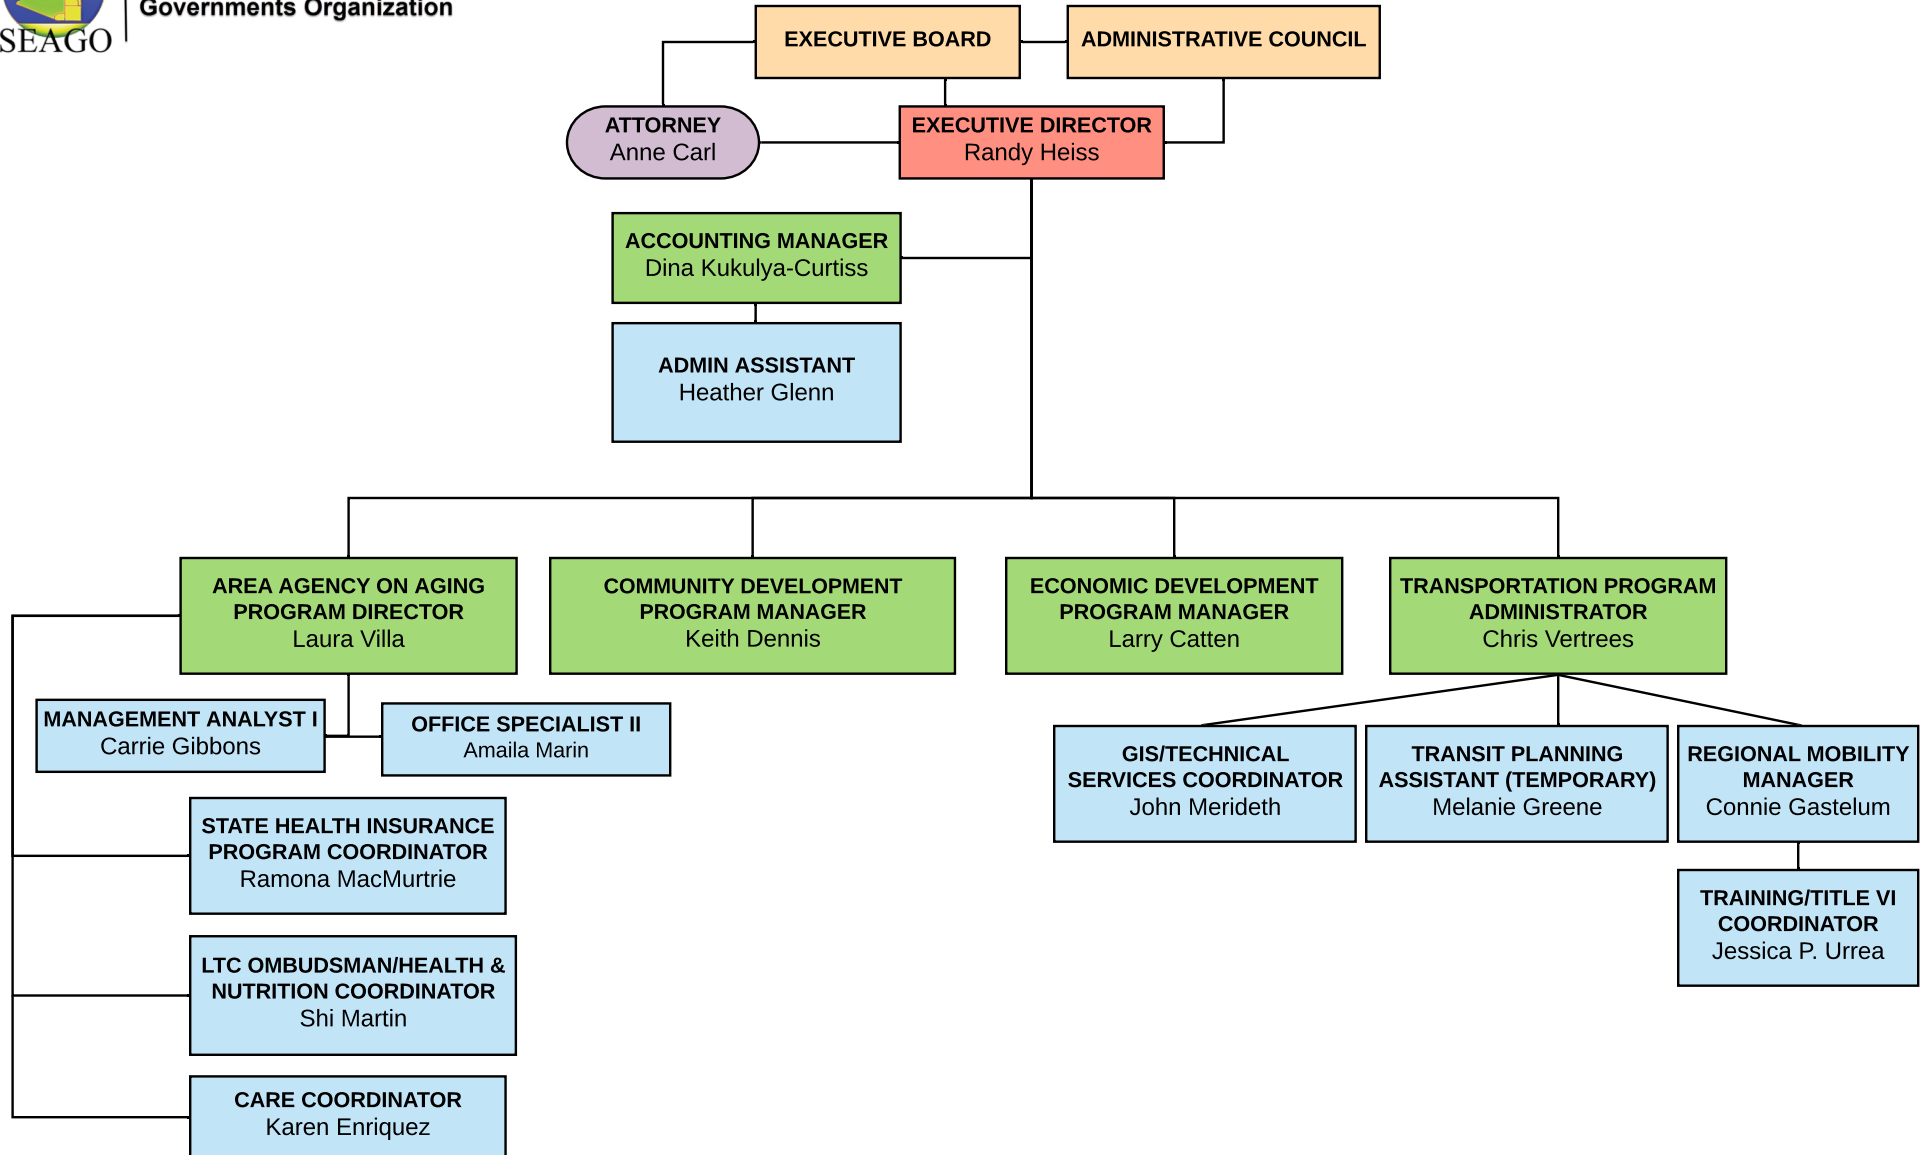 Governments Organization
SEAGO
EXECUTIVE BOARD
ADMINISTRATIVE COUNCIL
ATTORNEY
Anne Carl
EXECUTIVE DIRECTOR
Randy Heiss
ACCOUNTING MANAGER
Dina Kukulya-Curtiss
ADMIN ASSISTANT
Heather Glenn
AREA AGENCY ON AGING
PROGRAM DIRECTOR
Laura Villa
COMMUNITY DEVELOPMENT
PROGRAM MANAGER
Keith Dennis
ECONOMIC DEVELOPMENT
PROGRAM MANAGER
Larry Catten
TRANSPORTATION PROGRAM
ADMINISTRATOR
Chris Vertrees
MANAGEMENT ANALYST I
Carrie Gibbons
OFFICE SPECIALIST II
Amaila Marin
GIS/TECHNICAL
SERVICES COORDINATOR
John Merideth
TRANSIT PLANNING
ASSISTANT (TEMPORARY)
Melanie Greene
REGIONAL MOBILITY
MANAGER
Connie Gastelum
STATE HEALTH INSURANCE
PROGRAM COORDINATOR
Ramona MacMurtrie
TRAINING/TITLE VI
COORDINATOR
Jessica P. Urrea
LTC OMBUDSMAN/HEALTH &
NUTRITION COORDINATOR
Shi Martin
CARE COORDINATOR
Karen Enriquez